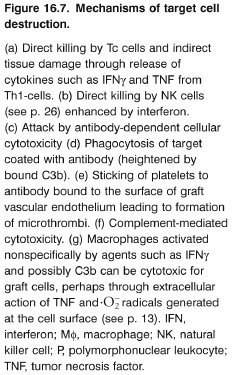 Figure 16.7. Mechanisms of target cell
destruction.
(a) Direct killing by Tc cells and indirect
tissue damage through release of
cytokines such as IFNγ and TNF from
Th1-cells. (b) Direct killing by NK cells
(see p. 26) enhanced by interferon.
(c) Attack by antibody-dependent cellular
cytotoxicity (d) Phagocytosis of target
coated with antibody (heightened by
bound C3b). (e) Sticking of platelets to
antibody bound to the surface of graft
vascular endothelium leading to formation
of microthrombi. (f) Complement-mediated
cytotoxicity. (g) Macrophages activated
nonspecifically by agents such as IFNγ
and possibly C3b can be cytotoxic for
graft cells, perhaps through extracellular
action of TNF and·O₂⁻ radicals generated
at the cell surface (see p. 13). IFN,
interferon; Mφ, macrophage; NK, natural
killer cell; P, polymorphonuclear leukocyte;
TNF, tumor necrosis factor.